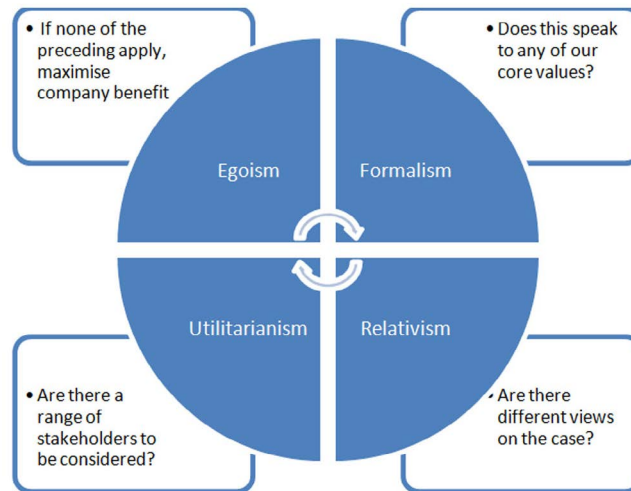 • If none of the
preceding apply,
maximise
company benefit
• Does this speak
to any of our
core values?
Egoism
Formalism
Utilitarianism
Relativism
• Are there a
range of
stakeholders to
be considered?
• Are there
different views
on the case?